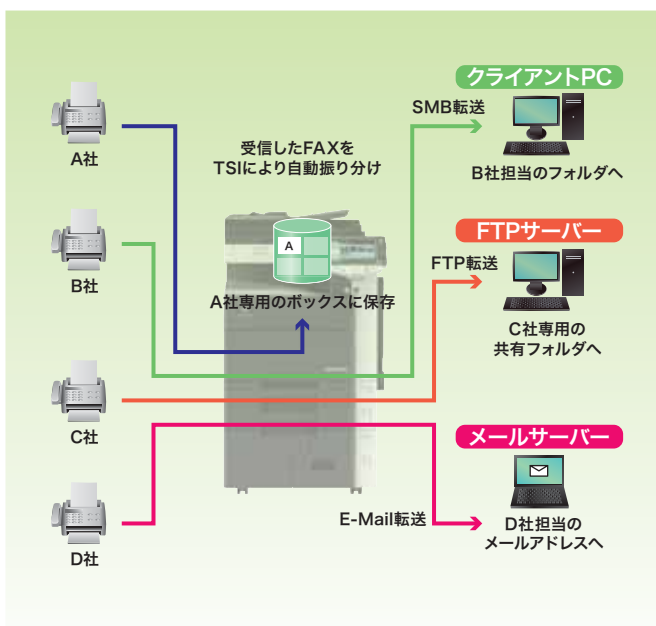 クライアントPC
SMB転送
A社
受信したFAXを
TSIにより自動振り分け
B社担当のフォルダへ
FTPサーバー
A
FTP転送
B社
A社専用のボックスに保存
C社専用の
共有フォルダへ
C社
メールサーバー
E-Mail転送
D社担当の
メールアドレスへ
D社